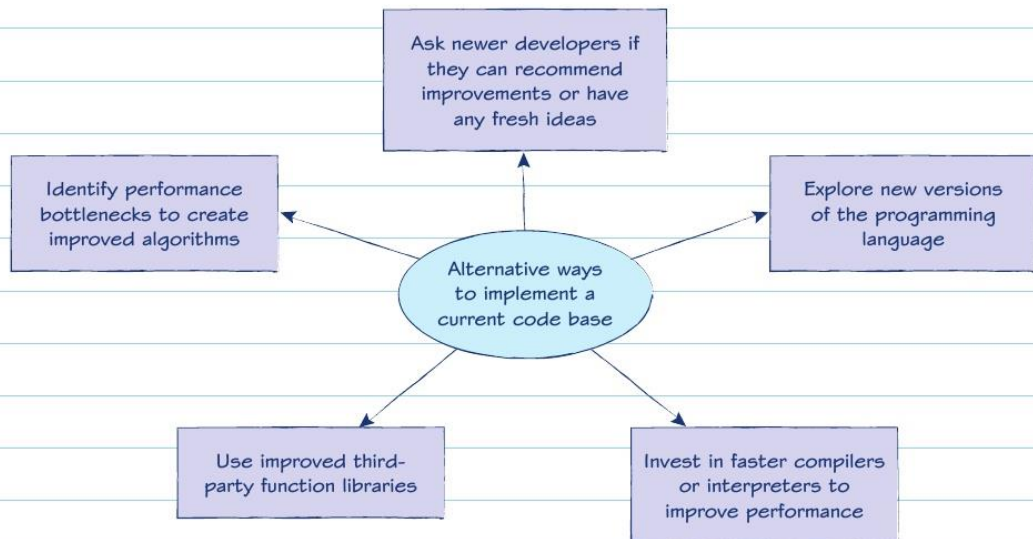 Ask newer developers if
they can recommend
improvements or have
any fresh ideas
Identify performance
bottlenecks to create
improved algorithms
Explore new versions
of the programming
language
Alternative ways
to implement a
current code base
Use improved third-
party function libraries
Invest in faster compilers
or interpreters to
improve performance